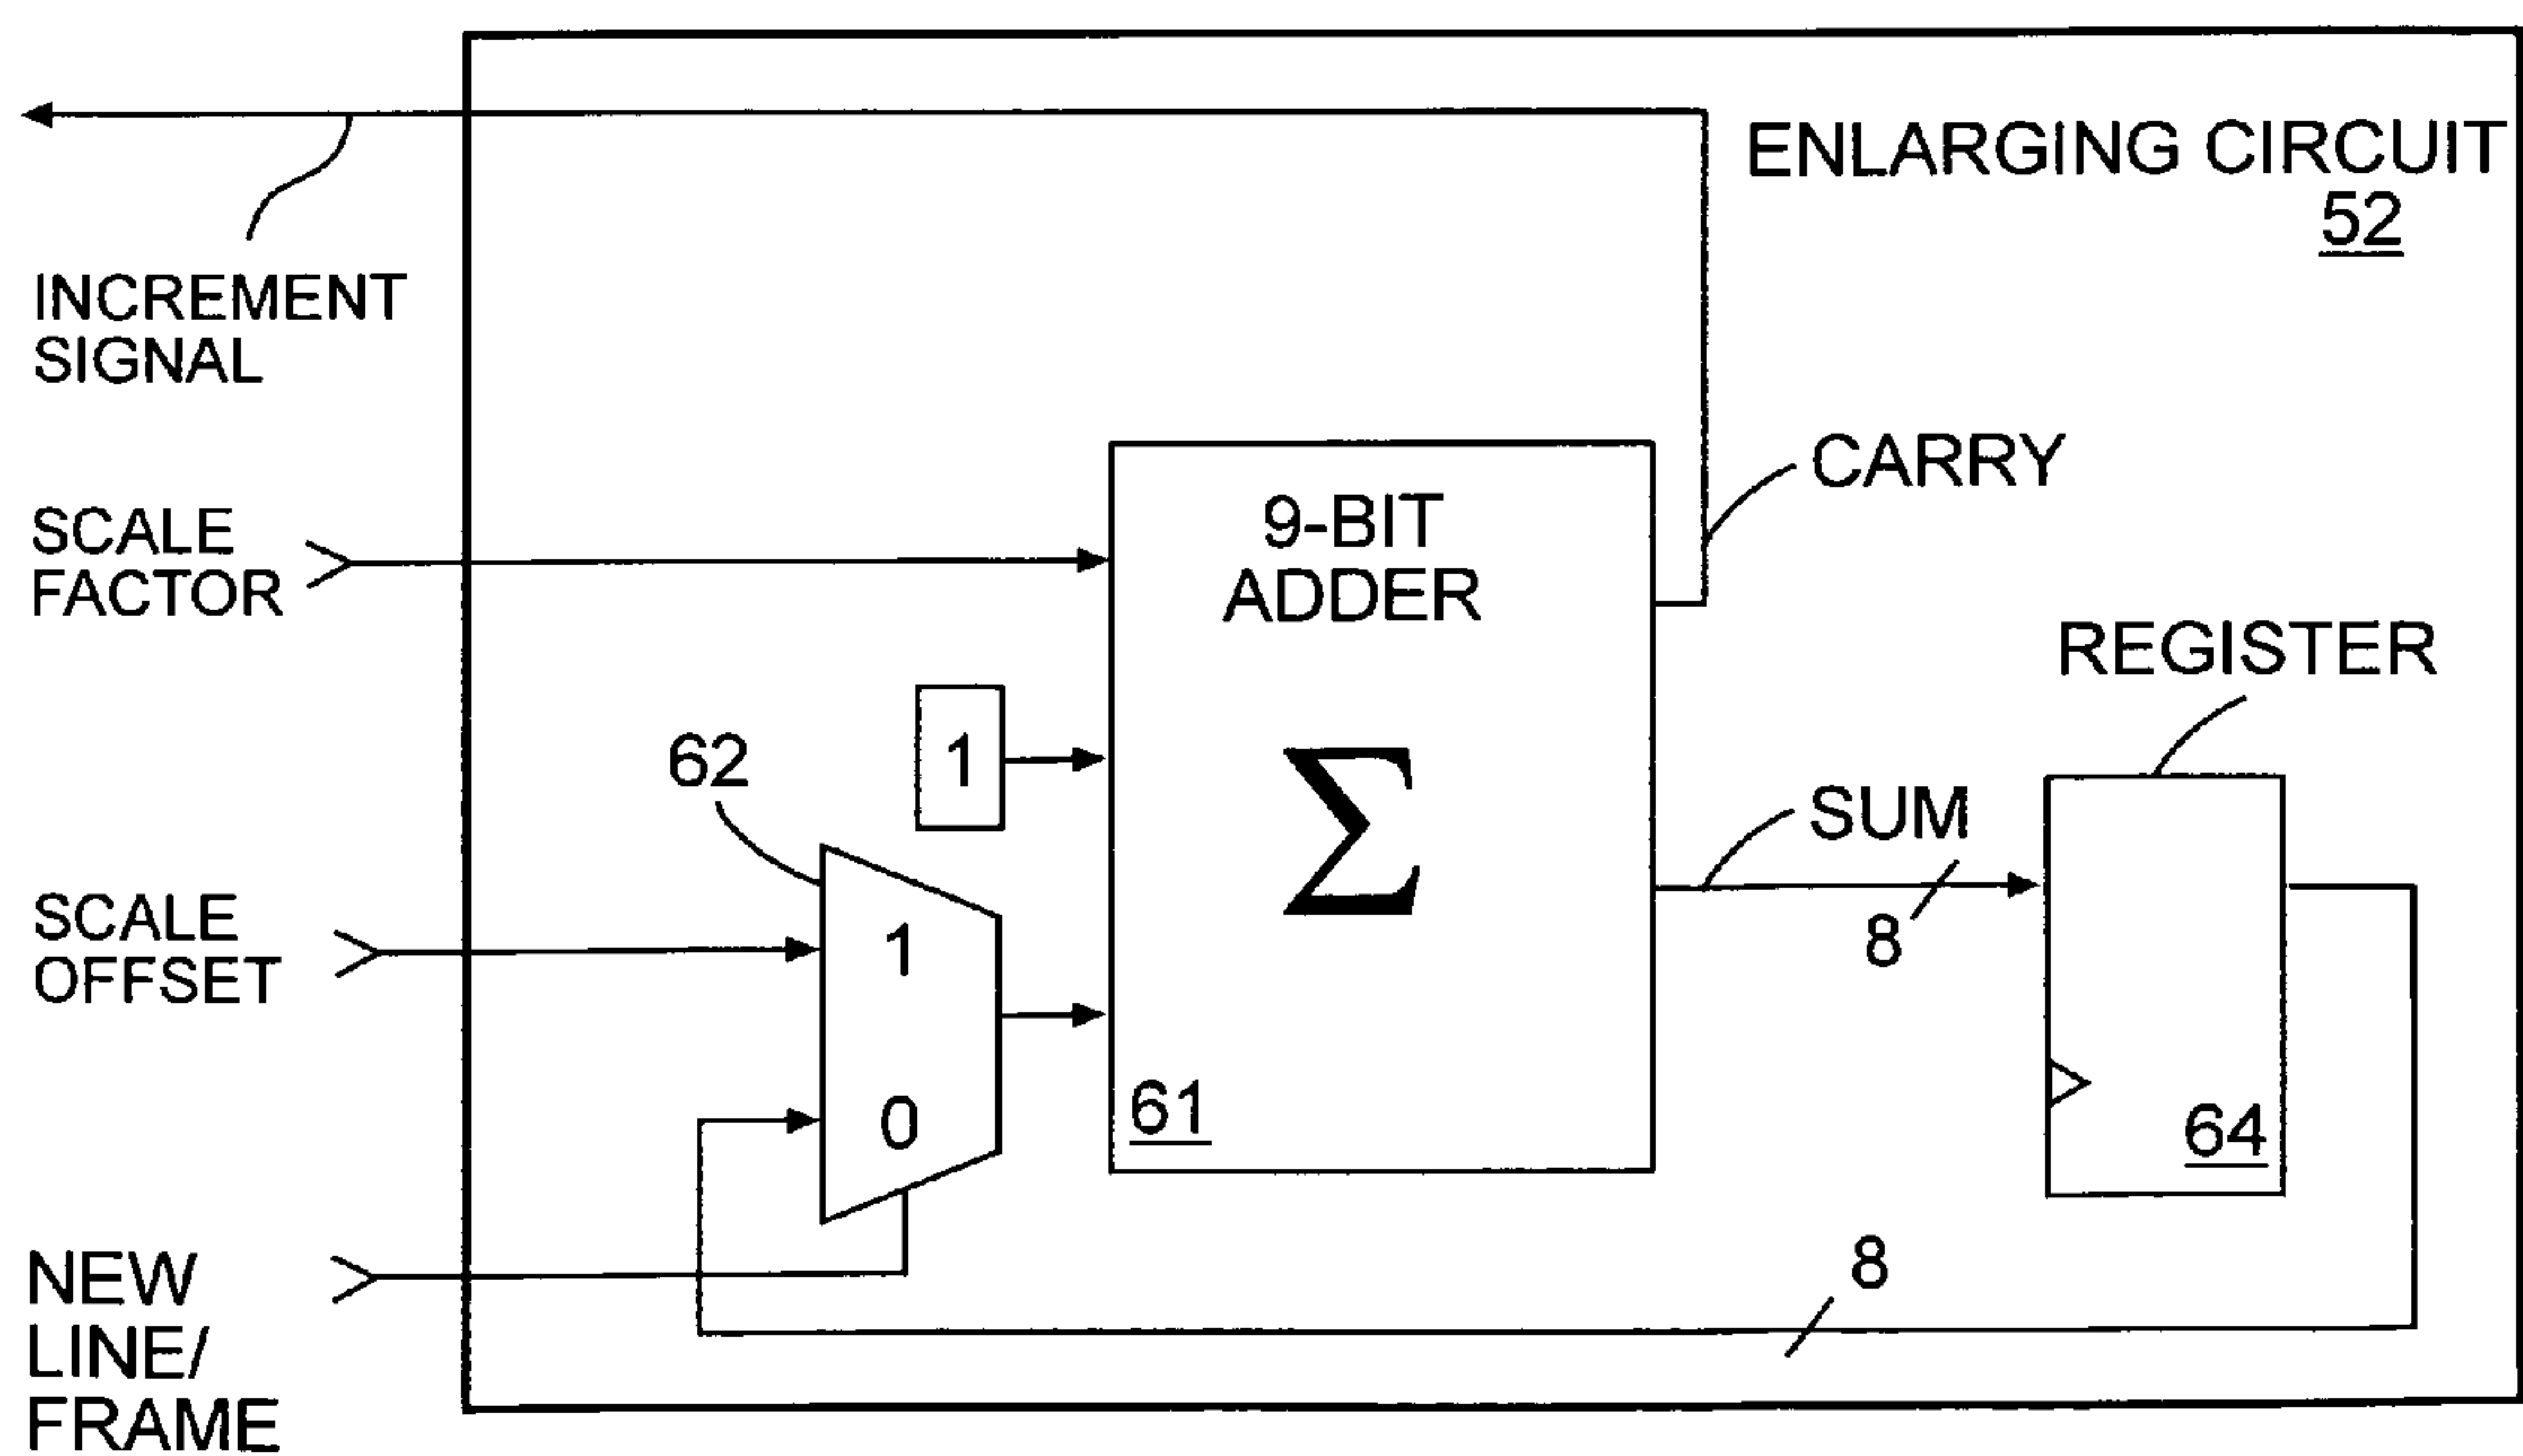 ENLARGING CIRCUIT
52
INCREMENT
SIGNAL
CARRY
SCALE
FACTOR
9-BIT
ADDER
REGISTER
1
62
Σ
SUM
8
SCALE
OFFSET
1
0
61
64
NEW
LINE/
FRAME
8